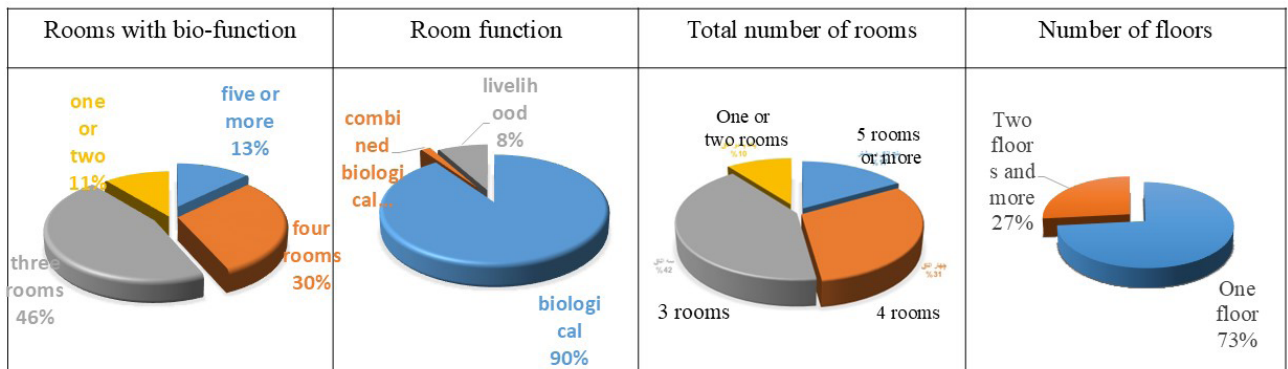 Rooms with bio-function
Room function
Total number of rooms
Number of floors
one
or
two
11%
five or
more
13%
four
rooms
30%
three
rooms
46%
combi
ned
biologi
cal...
livelih
ood
8%
biologi
cal
90%
One or
two rooms
%10
5 rooms
or more
%42
3 rooms
%31
4 rooms
Two
floor
s and
more
27%
One
floor
73%